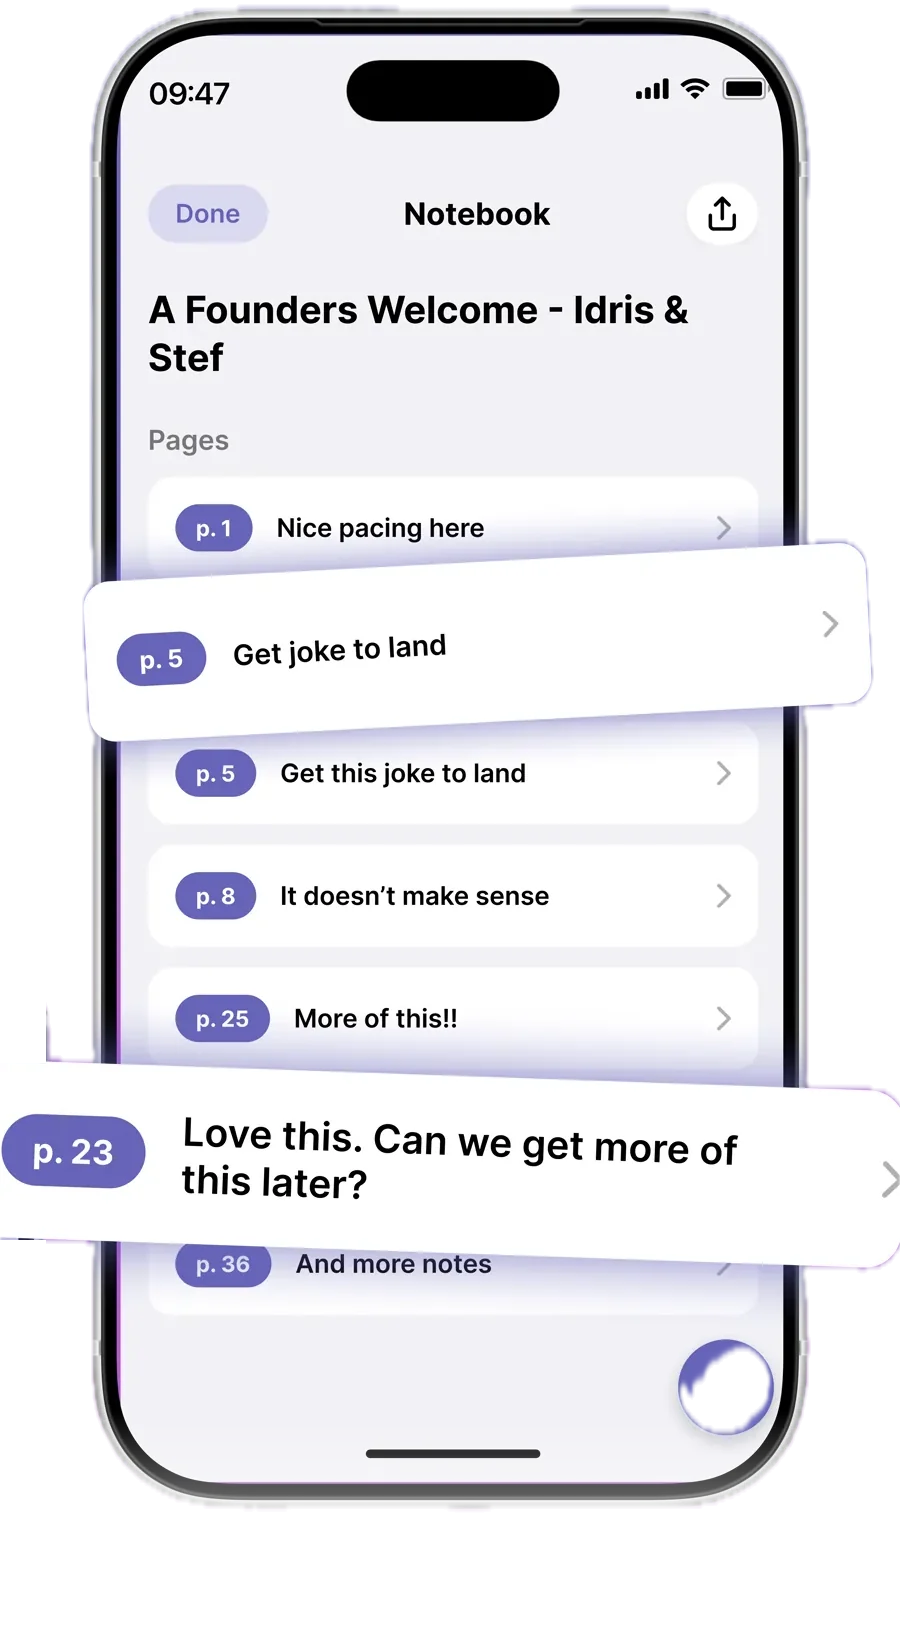 09:47
Done
Notebook
A Founders Welcome - Idris &
Stef
Pages
p. 1 Nice pacing here
p. 5 Get joke to land
p. 5 Get this joke to land
p. 8 It doesn’t make sense
p. 25 More of this!!
p. 23 Love this. Can we get more of
this later?
p. 36 And more notes